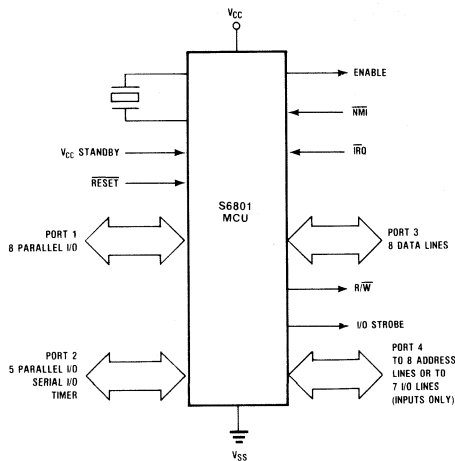 VCC
ENABLE
NMI
VCC STANDBY
IRQ
RESET
S6801
MCU
PORT 1
8 PARALLEL I/O
PORT 3
8 DATA LINES
R/W
I/O STROBE
PORT 2
5 PARALLEL I/O
SERIAL I/O
TIMER
PORT 4
TO 8 ADDRESS
LINES OR TO
7 I/O LINES
(INPUTS ONLY)
VSS